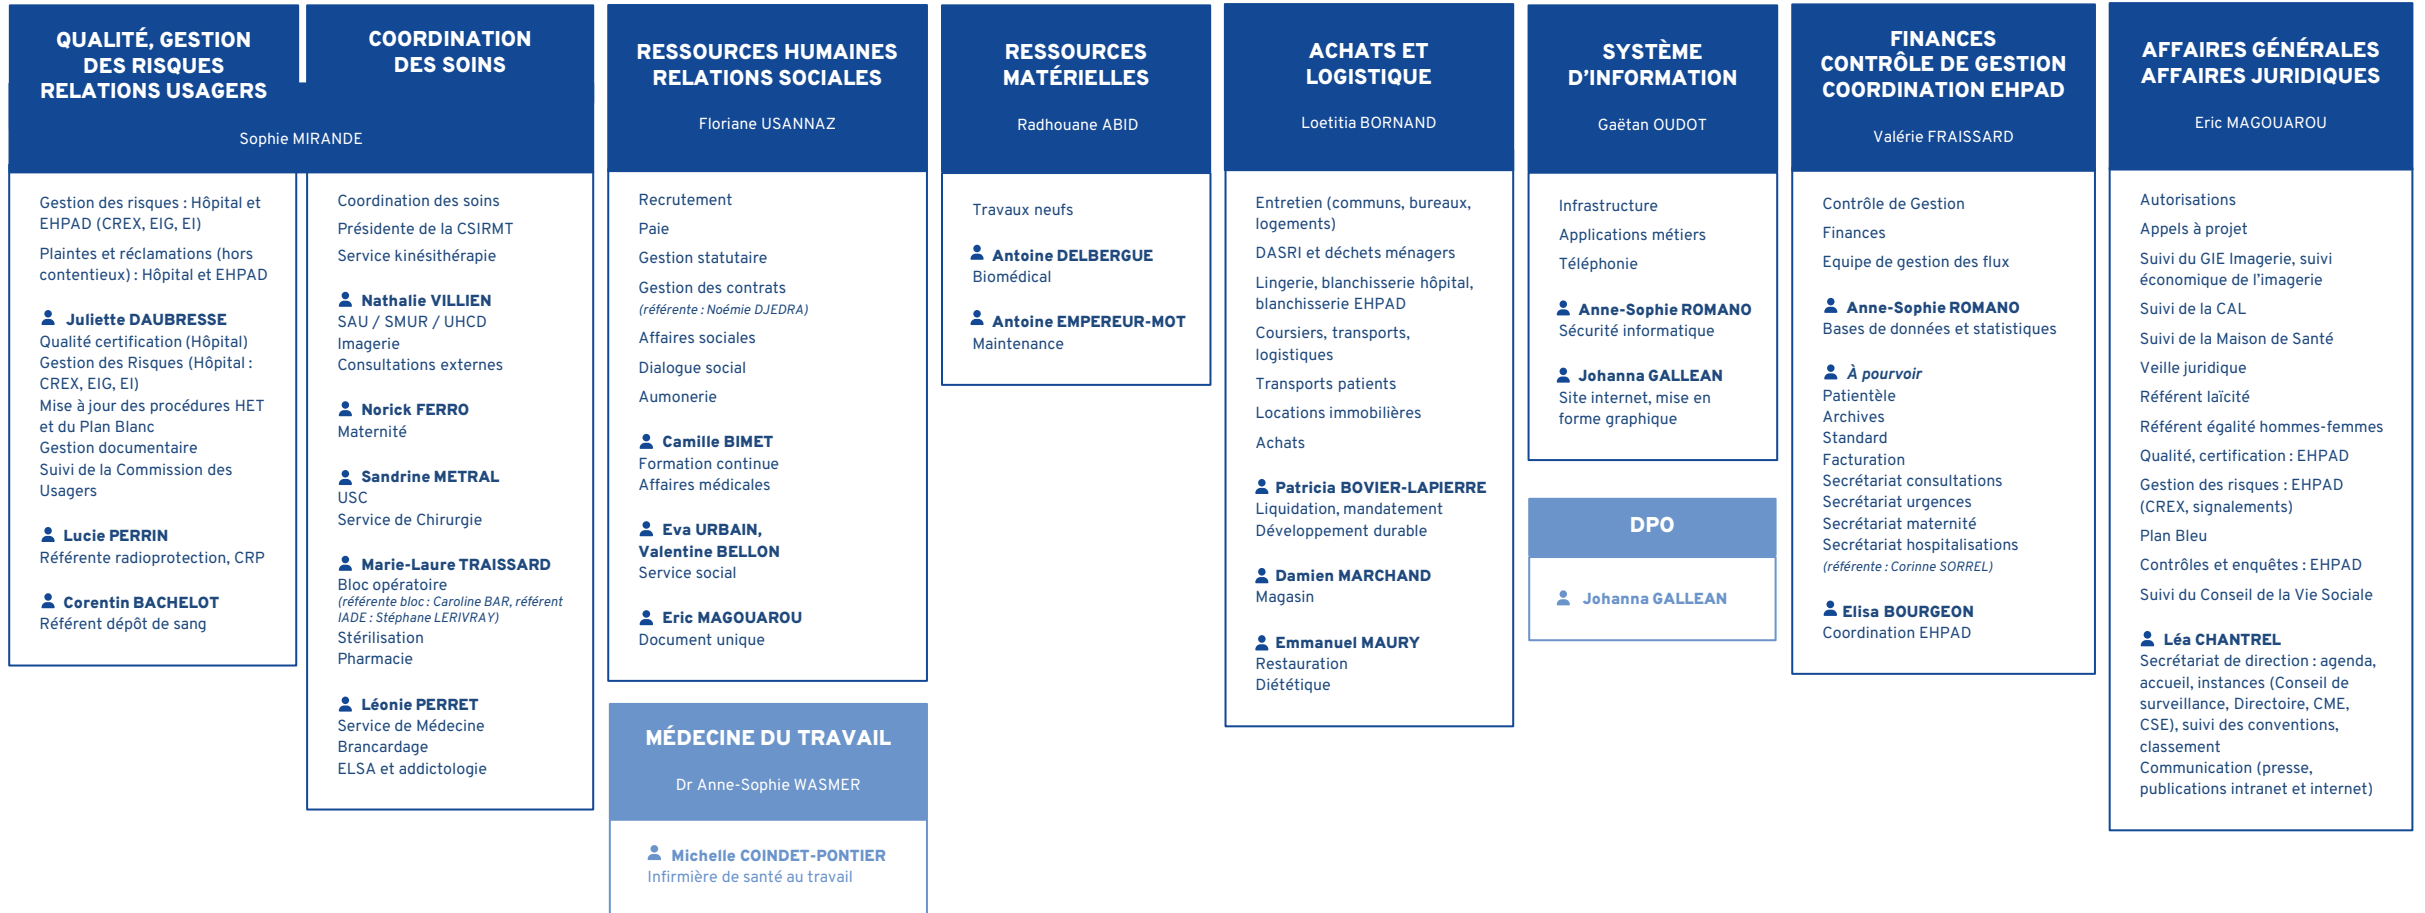 QUALITÉ, GESTION
DES RISQUES
RELATIONS USAGERS
COORDINATION
DES SOINS
Sophie MIRANDE
Gestion des risques : Hôpital et
EHPAD (CREX, EIG, EI)
Plaintes et réclamations (hors
contentieux) : Hôpital et EHPAD
Juliette DAUBRESSE
Qualité certification (Hôpital)
Gestion des Risques (Hôpital :
CREX, EIG, EI)
Mise à jour des procédures HET
et du Plan Blanc
Gestion documentaire
Suivi de la Commission des
Usagers
Lucie PERRIN
Référente radioprotection, CRP
Corentin BACHELOT
Référent dépôt de sang
Coordination des soins
Présidente de la CSIRMT
Service kinésithérapie
Nathalie VILLIEN
SAU / SMUR / UHCD
Imagerie
Consultations externes
Norick FERRO
Maternité
Sandrine METRAL
USC
Service de Chirurgie
Marie-Laure TRAISSARD
Bloc opératoire
(référente bloc : Caroline BAR, référent
IADE : Stéphane LERIVRAY)
Stérilisation
Pharmacie
Léonie PERRET
Service de Médecine
Brancardage
ELSA et addictologie
RESSOURCES HUMAINES
RELATIONS SOCIALES
Floriane USANNAZ
Recrutement
Paie
Gestion statutaire
Gestion des contrats
(référente : Noémie DJEDRA)
Affaires sociales
Dialogue social
Aumonerie
Camille BIMET
Formation continue
Affaires médicales
Eva URBAIN,
Valentine BELLON
Service social
Eric MAGOUAROU
Document unique
MÉDECINE DU TRAVAIL
Dr Anne-Sophie WASMER
Michelle COINDET-PONTIER
Infirmière de santé au travail
RESSOURCES
MATÉRIELLES
Radhouane ABID
Travaux neufs
Antoine DELBERGUE
Biomédical
Antoine EMPEREUR-MOT
Maintenance
ACHATS ET
LOGISTIQUE
Loetitia BORNAND
Entretien (communs, bureaux,
logements)
DASRI et déchets ménagers
Lingerie, blanchisserie hôpital,
blanchisserie EHPAD
Coursiers, transports,
logistiques
Transports patients
Locations immobilières
Achats
Patricia BOVIER-LAPIERRE
Liquidation, mandatement
Développement durable
Damien MARCHAND
Magasin
Emmanuel MAURY
Restauration
Diététique
SYSTÈME
D'INFORMATION
Gaëtan OUDOT
Infrastructure
Applications métiers
Téléphonie
Anne-Sophie ROMANO
Sécurité informatique
Johanna GALLEAN
Site internet, mise en
forme graphique
DPO
Johanna GALLEAN
FINANCES
CONTRÔLE DE GESTION
COORDINATION EHPAD
Valérie FRAISSARD
Contrôle de Gestion
Finances
Equipe de gestion des flux
Anne-Sophie ROMANO
Bases de données et statistiques
À pourvoir
Patientèle
Archives
Standard
Facturation
Secrétariat consultations
Secrétariat urgences
Secrétariat maternité
Secrétariat hospitalisations
(référente : Corinne SORREL)
Elisa BOURGEON
Coordination EHPAD
AFFAIRES GÉNÉRALES
AFFAIRES JURIDIQUES
Eric MAGOUAROU
Autorisations
Appels à projet
Suivi du GIE Imagerie, suivi
économique de l'imagerie
Suivi de la CAL
Suivi de la Maison de Santé
Veille juridique
Référent laïcité
Référent égalité hommes-femmes
Qualité, certification : EHPAD
Gestion des risques : EHPAD
(CREX, signalements)
Plan Bleu
Contrôles et enquêtes : EHPAD
Suivi du Conseil de la Vie Sociale
Léa CHANTREL
Secrétariat de direction : agenda,
accueil, instances (Conseil de
surveillance, Directoire, CME,
CSE), suivi des conventions,
classement
Communication (presse,
publications intranet et internet)